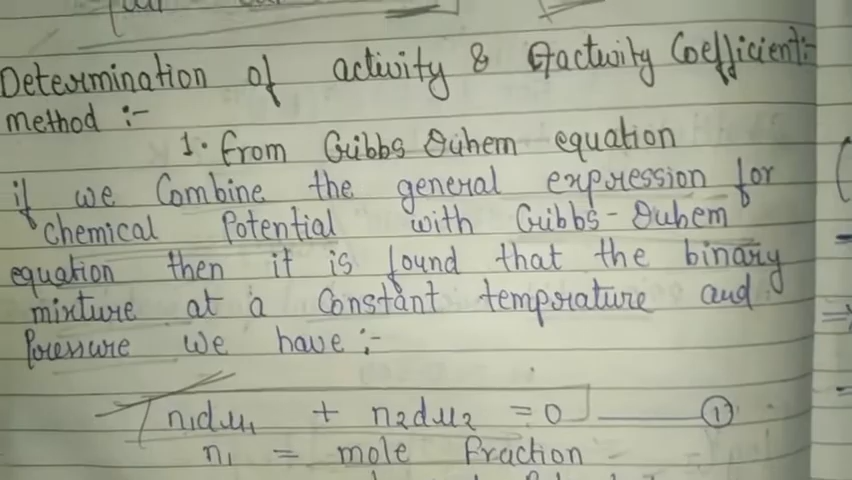 Determination of activity & activity Coefficient:-
method :-
1. from Gibbs Duhem equation
if we Combine the general expression for
chemical Potential with Gibbs-Duhem
equation then it is found that the binary
mixture at a Constant temprature and
Pressure we have :-
n₁dμ₁ + n₂dμ₂ = 0 ——— ①
n₁ = mole fraction